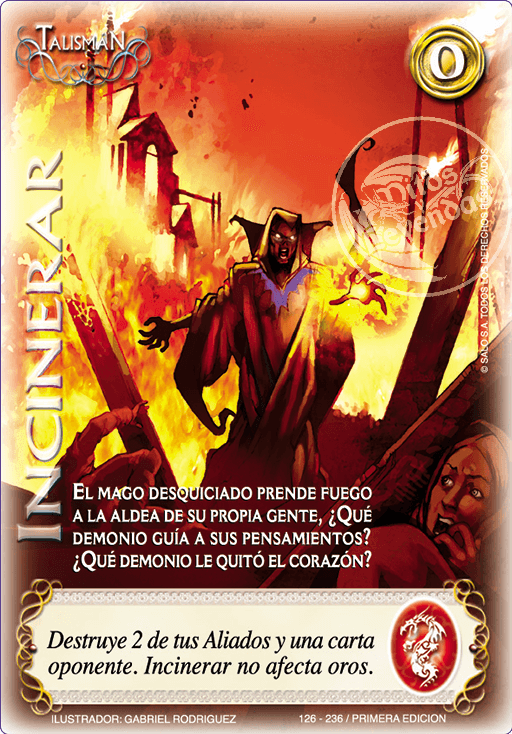 TALISMAN
0
INCINERAR
Mitos y Leyendas
© SALO S.A. TODOS LOS DERECHOS RESERVADOS
EL MAGO DESQUICIADO PRENDE FUEGO
A LA ALDEA DE SU PROPIA GENTE, ¿QUÉ
DEMONIO GUÍA A SUS PENSAMIENTOS?
¿QUÉ DEMONIO LE QUITÓ EL CORAZÓN?
Destruye 2 de tus Aliados y una carta
oponente. Incinerar no afecta oros.
ILUSTRADOR: GABRIEL RODRIGUEZ
126 - 236 / PRIMERA EDICION